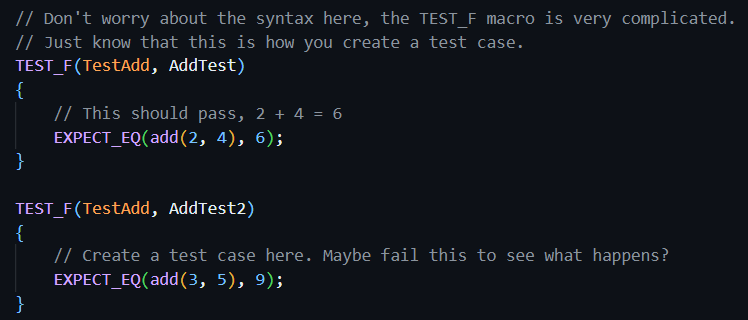 // Don't worry about the syntax here, the TEST_F macro is very complicated.
// Just know that this is how you create a test case.
TEST_F(TestAdd, AddTest)
{
    // This should pass, 2 + 4 = 6
    EXPECT_EQ(add(2, 4), 6);
}

TEST_F(TestAdd, AddTest2)
{
    // Create a test case here. Maybe fail this to see what happens?
    EXPECT_EQ(add(3, 5), 9);
}